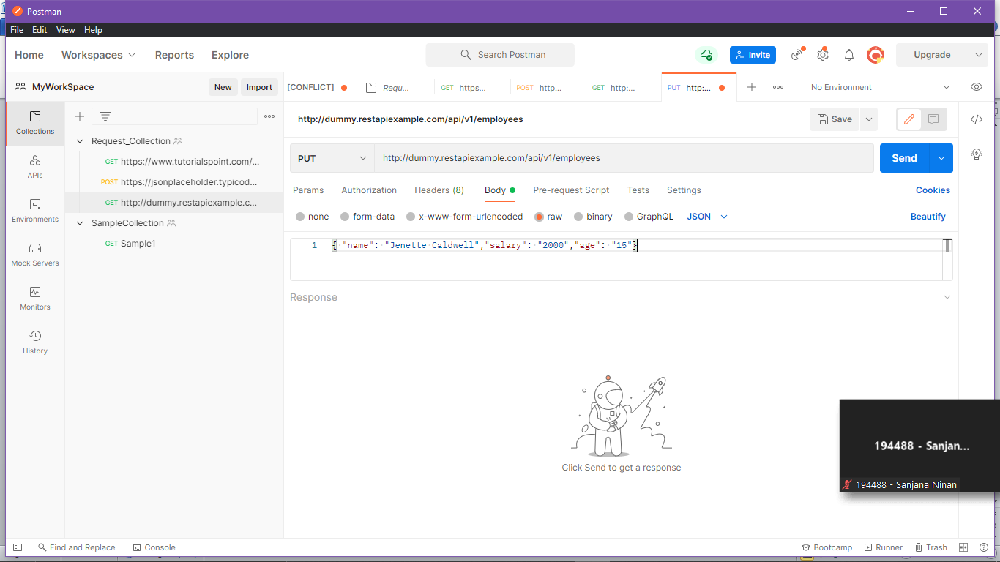 Postman
File Edit View Help
Home Workspaces Reports Explore Search Postman Invite Upgrade
MyWorkSpace New Import
[CONFLICT] Requ... GET https... POST http... GET http:... PUT http:... No Environment
Collections
APIs
Environments
Mock Servers
Monitors
History
Request_Collection
GET https://www.tutorialspoint.com/...
POST https://jsonplaceholder.typicod...
GET http://dummy.restapiexample.c...
SampleCollection
GET Sample1
http://dummy.restapiexample.com/api/v1/employees Save
PUT http://dummy.restapiexample.com/api/v1/employees Send
Params Authorization Headers (8) Body Pre-request Script Tests Settings Cookies
none form-data x-www-form-urlencoded raw binary GraphQL JSON Beautify
1 { "name": "Jenette Caldwell","salary": "2000","age": "15"}
Response
Click Send to get a response
194488 - Sanjan...
194488 - Sanjana Ninan
Find and Replace Console Bootcamp Runner Trash